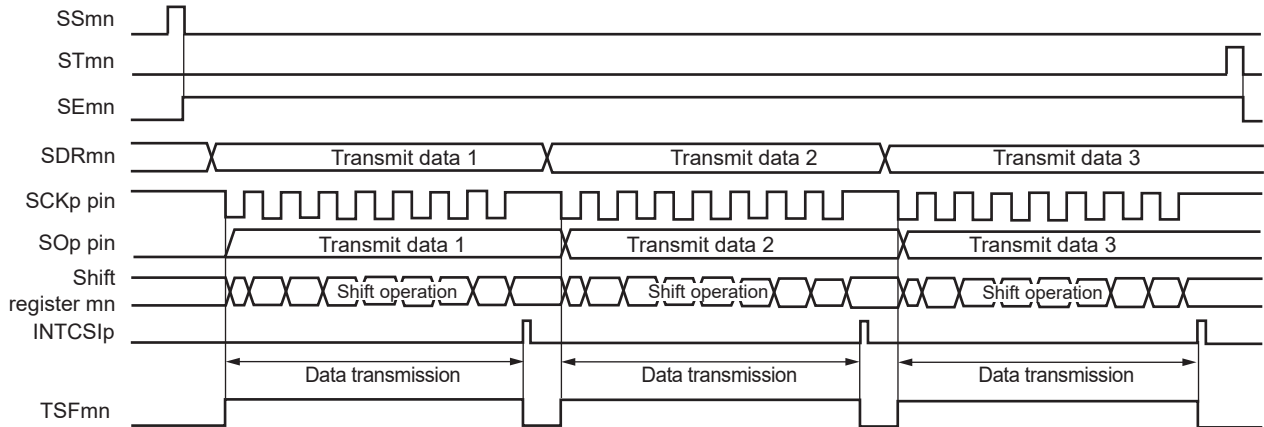 SSmn
STmn
SEmn
SDRmn Transmit data 1 Transmit data 2 Transmit data 3
SCKp pin
SOp pin Transmit data 1 Transmit data 2 Transmit data 3
Shift
register mn Shift operation Shift operation Shift operation
INTCSIp
Data transmission Data transmission Data transmission
TSFmn